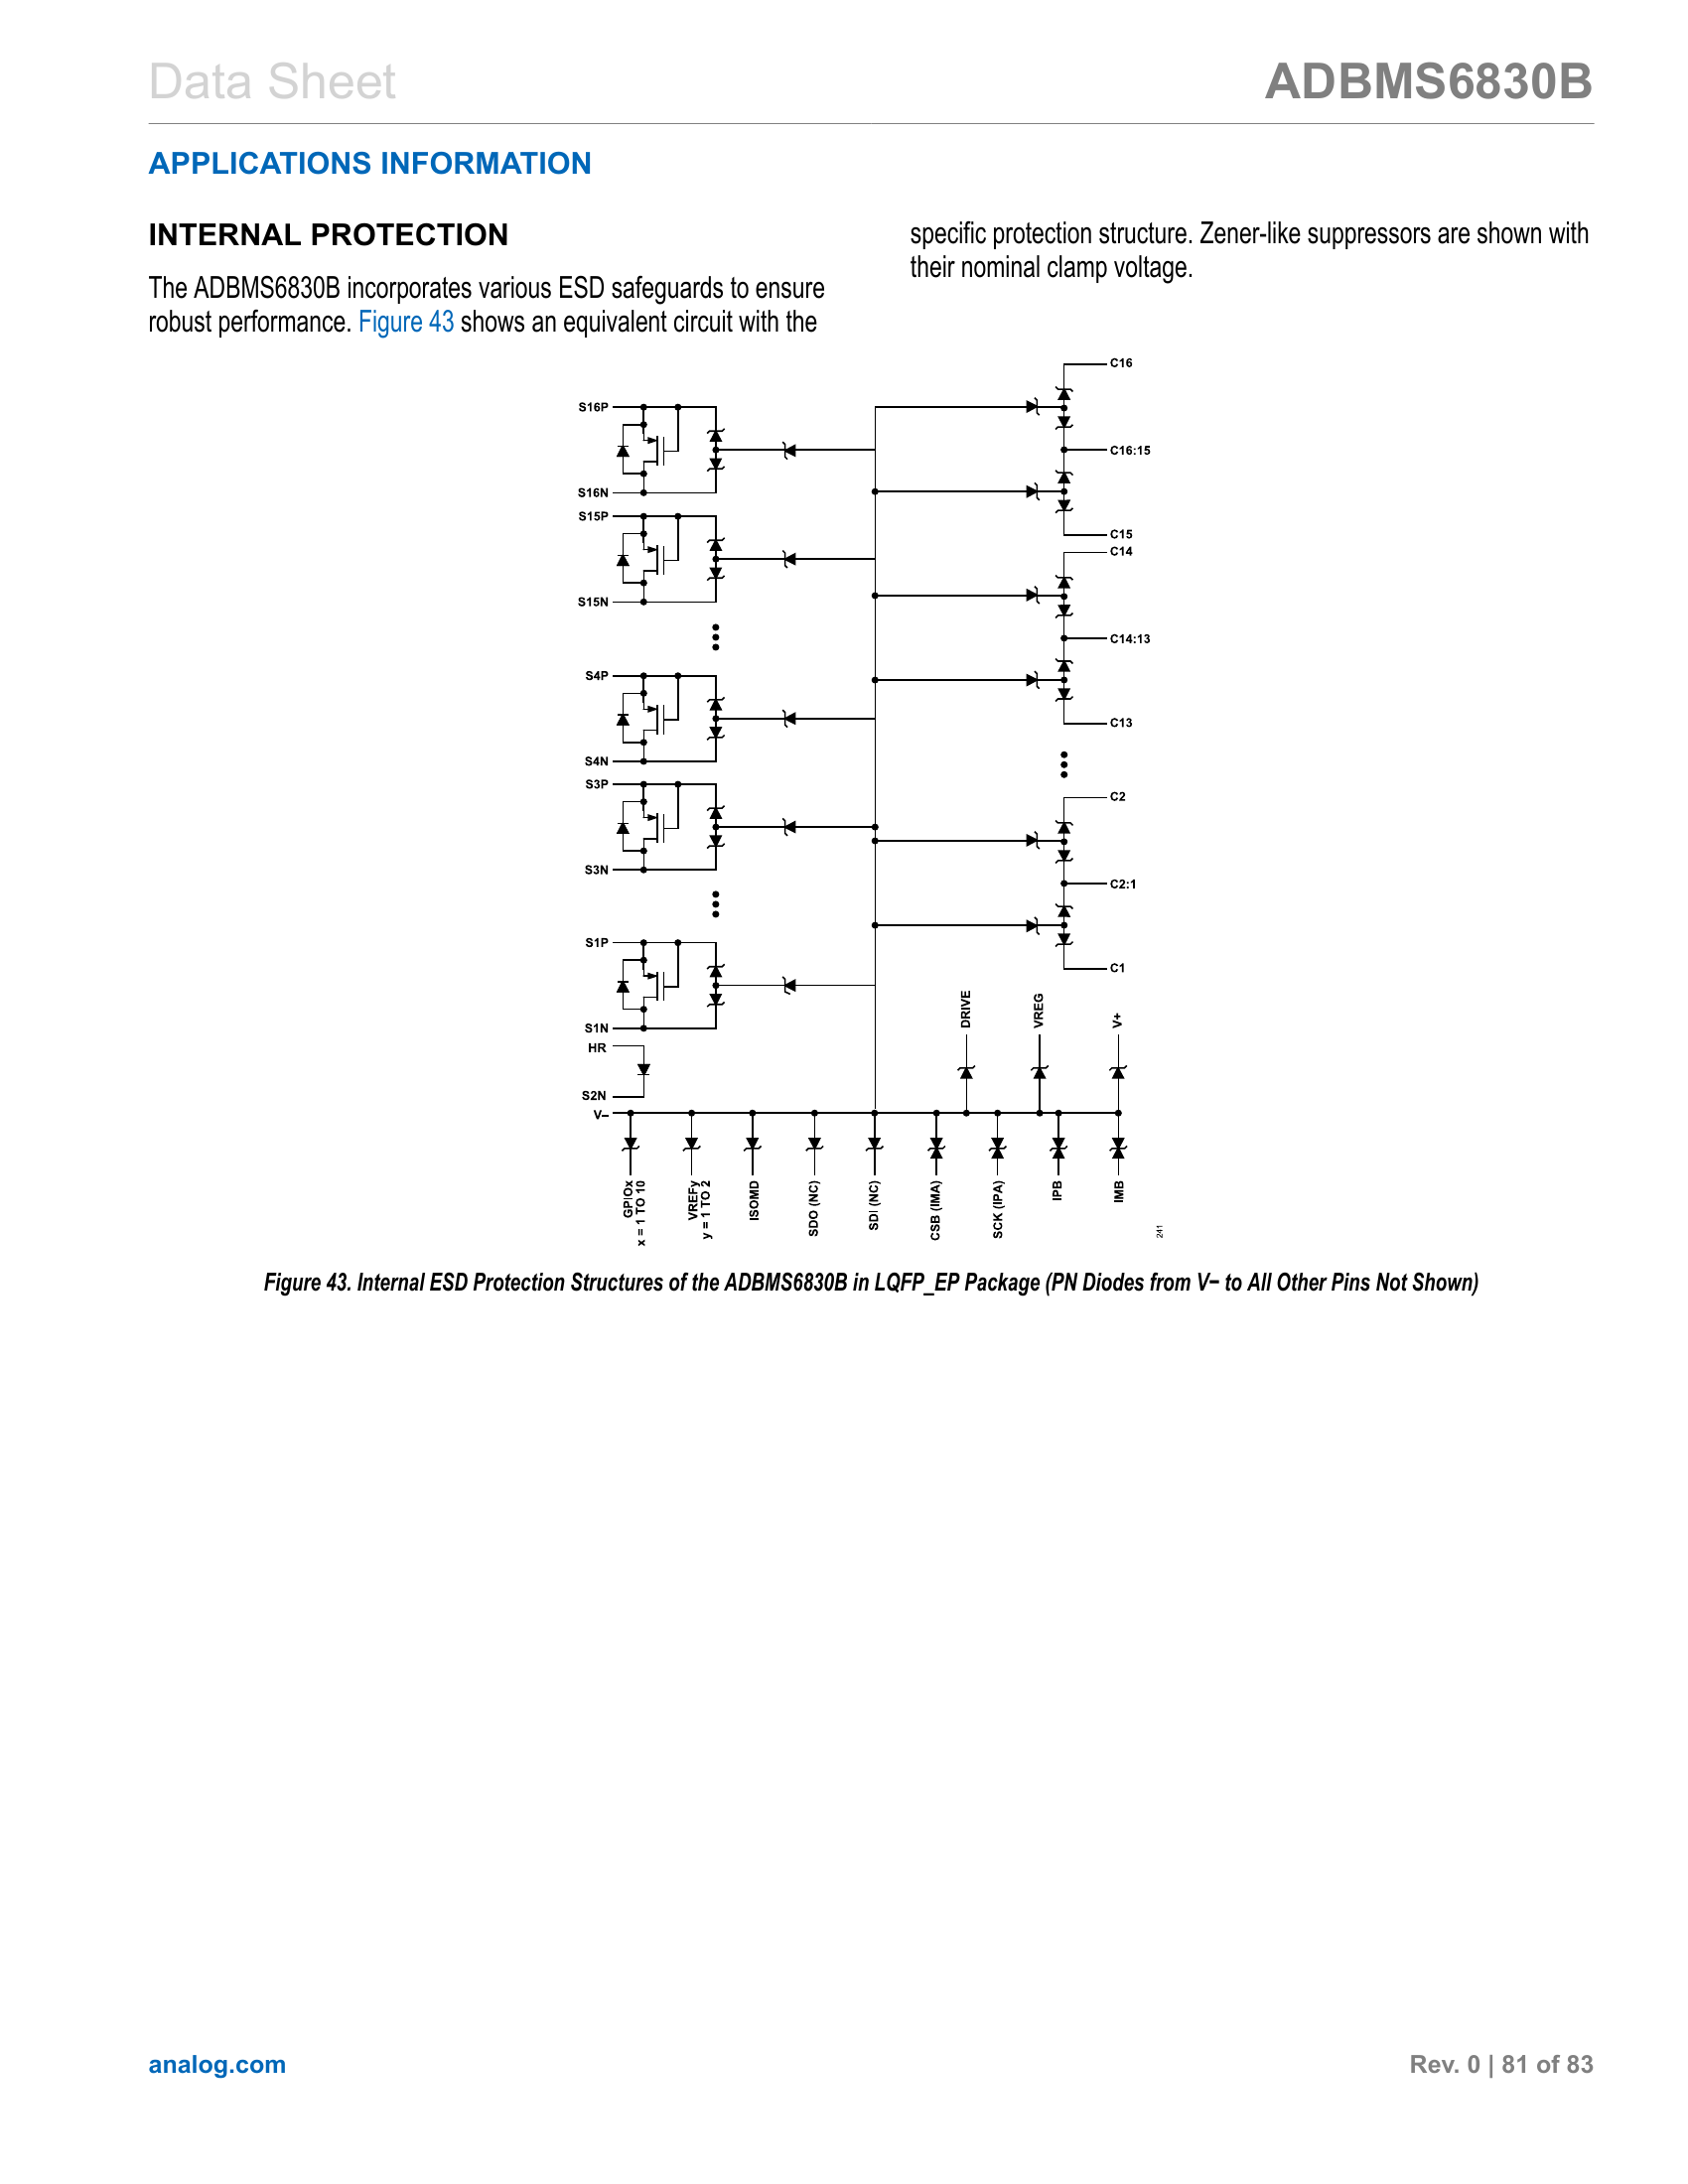 Data Sheet
ADBMS6830B
APPLICATIONS INFORMATION
INTERNAL PROTECTION
The ADBMS6830B incorporates various ESD safeguards to ensure
robust performance. Figure 43 shows an equivalent circuit with the
specific protection structure. Zener-like suppressors are shown with
their nominal clamp voltage.
S16P
S16N
S15P
S15N
S4P
S4N
S3P
S3N
S1P
S1N
HR
S2N
V−
C16
C16:15
C15
C14
C14:13
C13
C2
C2:1
C1
DRIVE
VREG
V+
GPIOx
x = 1 TO 10
VREFy
y = 1 TO 2
ISOMD
SDO (NC)
SDI (NC)
CSB (IMA)
SCK (IPA)
IPB
IMB
241
Figure 43. Internal ESD Protection Structures of the ADBMS6830B in LQFP_EP Package (PN Diodes from V− to All Other Pins Not Shown)
analog.com
Rev. 0 | 81 of 83